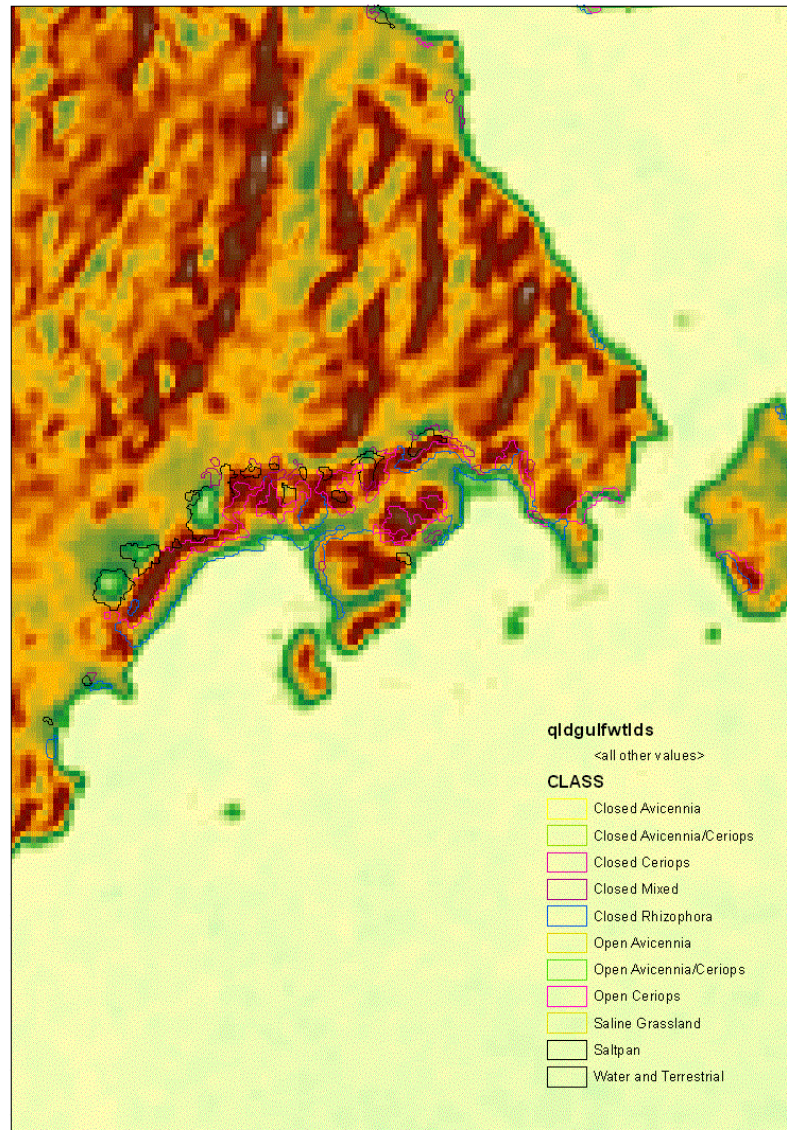 qldgulfwtlds
<all other values>
CLASS
Closed Avicennia
Closed Avicennia/Ceriops
Closed Ceriops
Closed Mixed
Closed Rhizophora
Open Avicennia
Open Avicennia/Ceriops
Open Ceriops
Saline Grassland
Saltpan
Water and Terrestrial